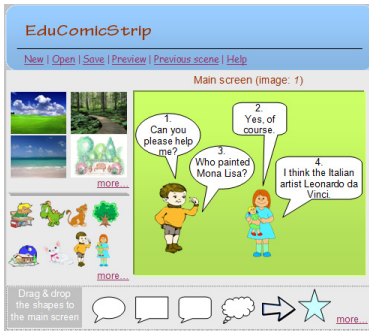 EduComicStrip
New | Open | Save | Preview | Previous scene | Help
Main screen (image: 1)
1.
Can you
please help
me?
2.
Yes, of
course.
3.
Who painted
Mona Lisa?
4.
I think the Italian
artist Leonardo da
Vinci.
more...
more...
Drag & drop
the shapes to
the main screen
more...